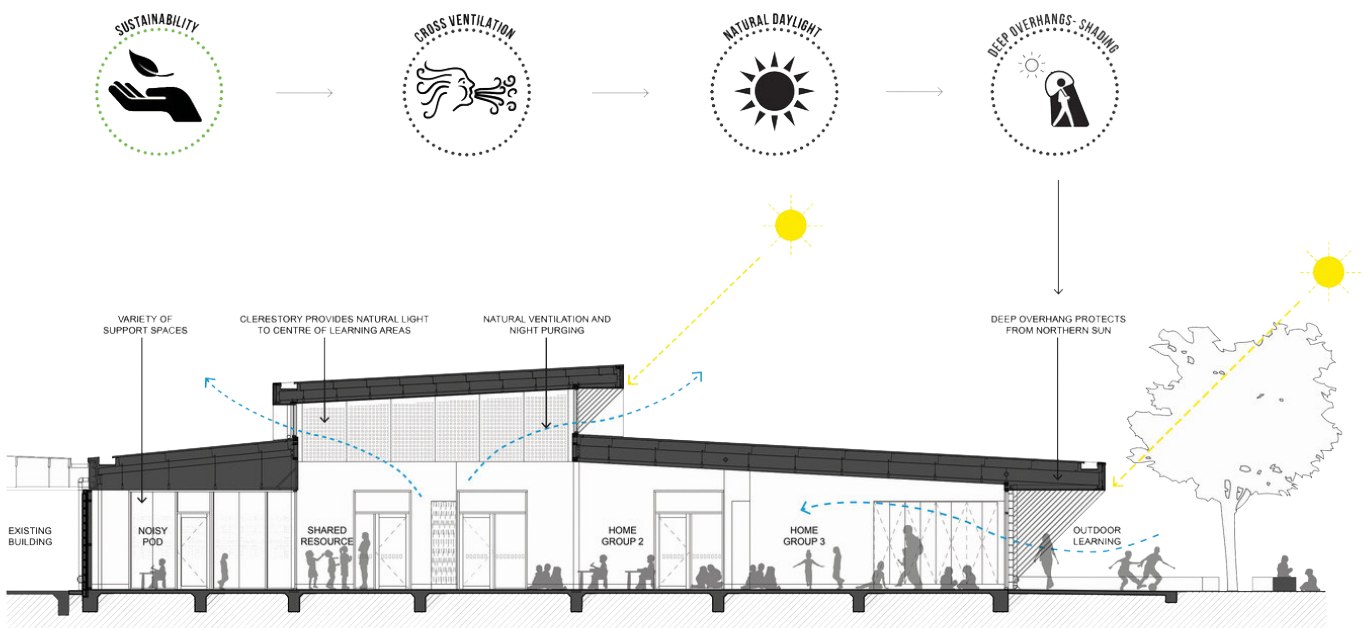 SUSTAINABILITY
CROSS VENTILATION
NATURAL DAYLIGHT
DEEP OVERHANGS- SHADING
VARIETY OF
SUPPORT SPACES
CLERESTORY PROVIDES NATURAL LIGHT
TO CENTRE OF LEARNING AREAS
NATURAL VENTILATION AND
NIGHT PURGING
DEEP OVERHANG PROTECTS
FROM NORTHERN SUN
EXISTING
BUILDING
NOISY
POD
SHARED
RESOURCE
HOME
GROUP 2
HOME
GROUP 3
OUTDOOR
LEARNING